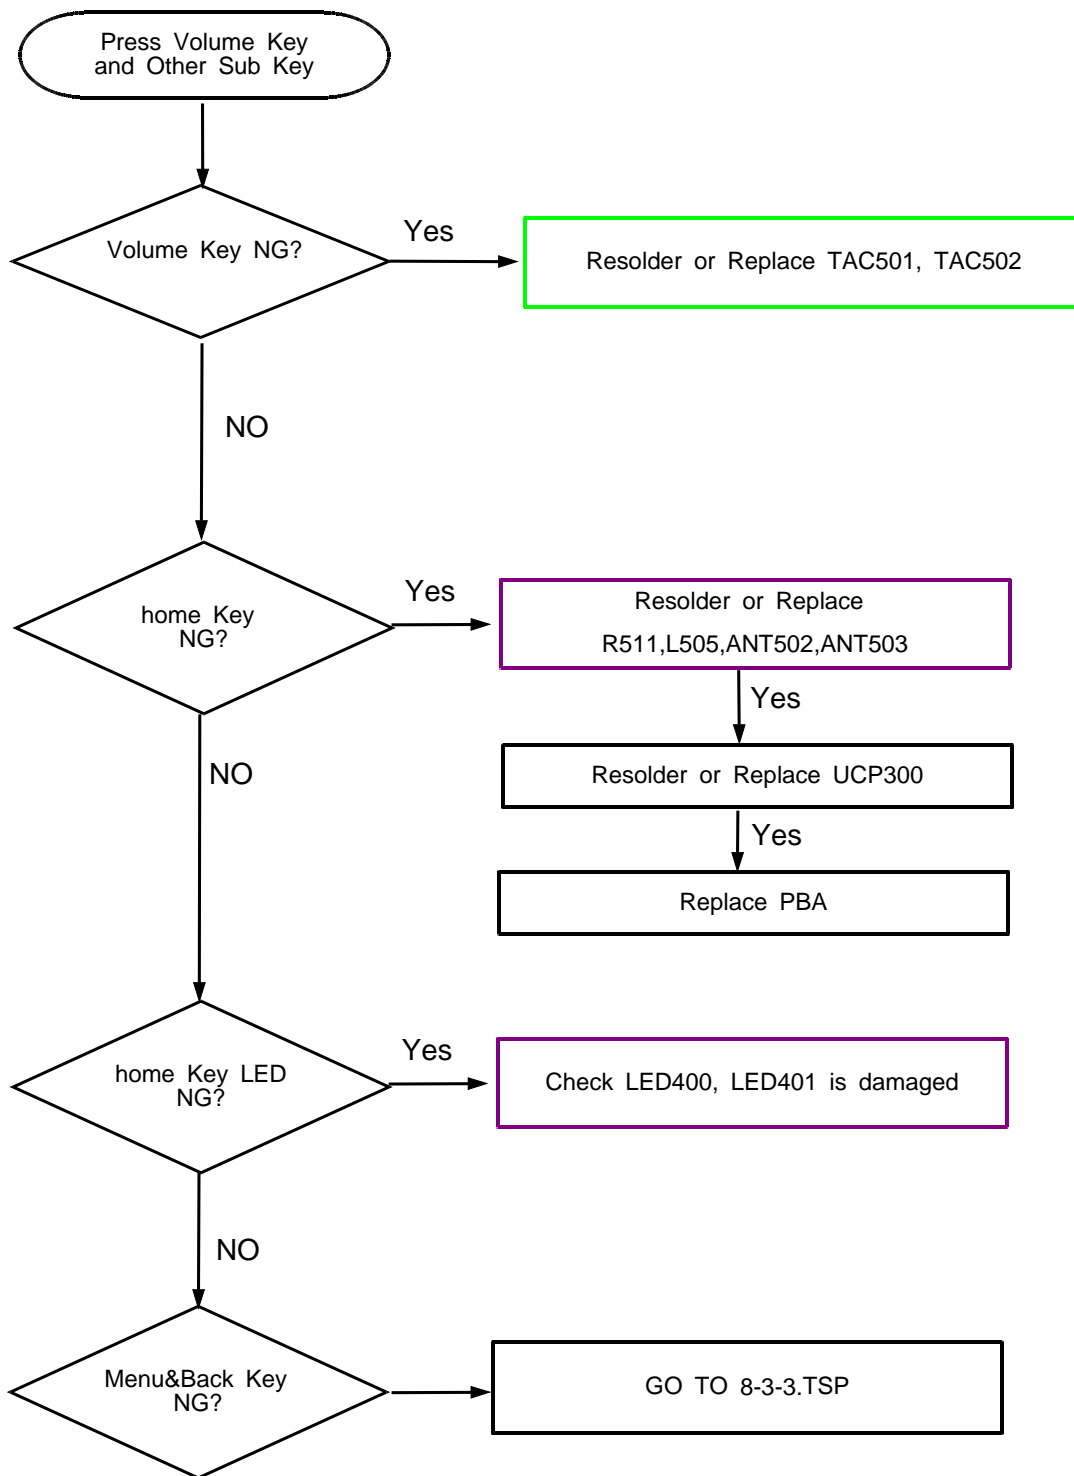 Press Volume Key
and Other Sub Key
Volume Key NG?
Yes
Resolder or Replace TAC501, TAC502
NO
home Key
NG?
Yes
Resolder or Replace
R511,L505,ANT502,ANT503
Yes
Resolder or Replace UCP300
Yes
Replace PBA
NO
home Key LED
NG?
Yes
Check LED400, LED401 is damaged
NO
Menu&Back Key
NG?
GO TO 8-3-3.TSP